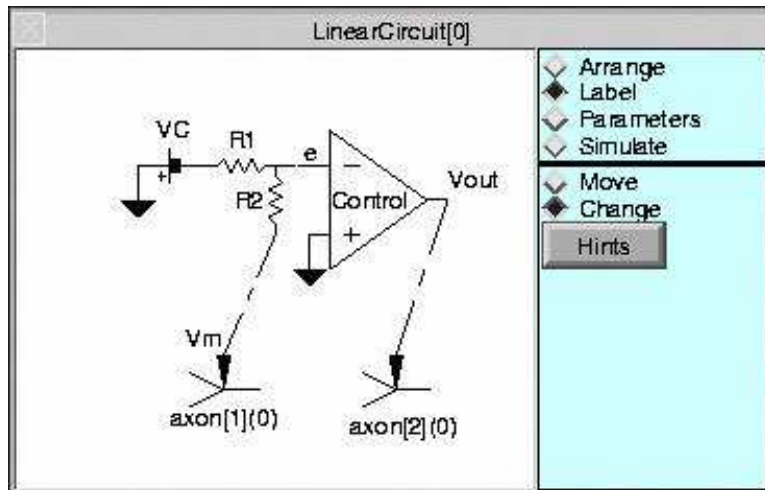 LinearCircuit[0]
VC
R1
e
−
R2
Control
Vout
+
+
Vm
axon[1](0)
axon[2](0)
Arrange
Label
Parameters
Simulate
Move
Change
Hints